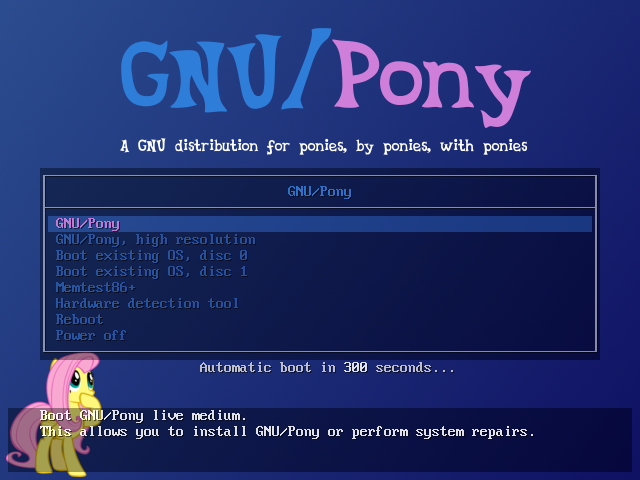 GNU/Pony
A GNU distribution for ponies, by ponies, with ponies
GNU/Pony
GNU/Pony
GNU/Pony, high resolution
Boot existing OS, disc 0
Boot existing OS, disc 1
Memtest86+
Hardware detection tool
Reboot
Power off
Automatic boot in 300 seconds...
Boot GNU/Pony live medium.
This allows you to install GNU/Pony or perform system repairs.